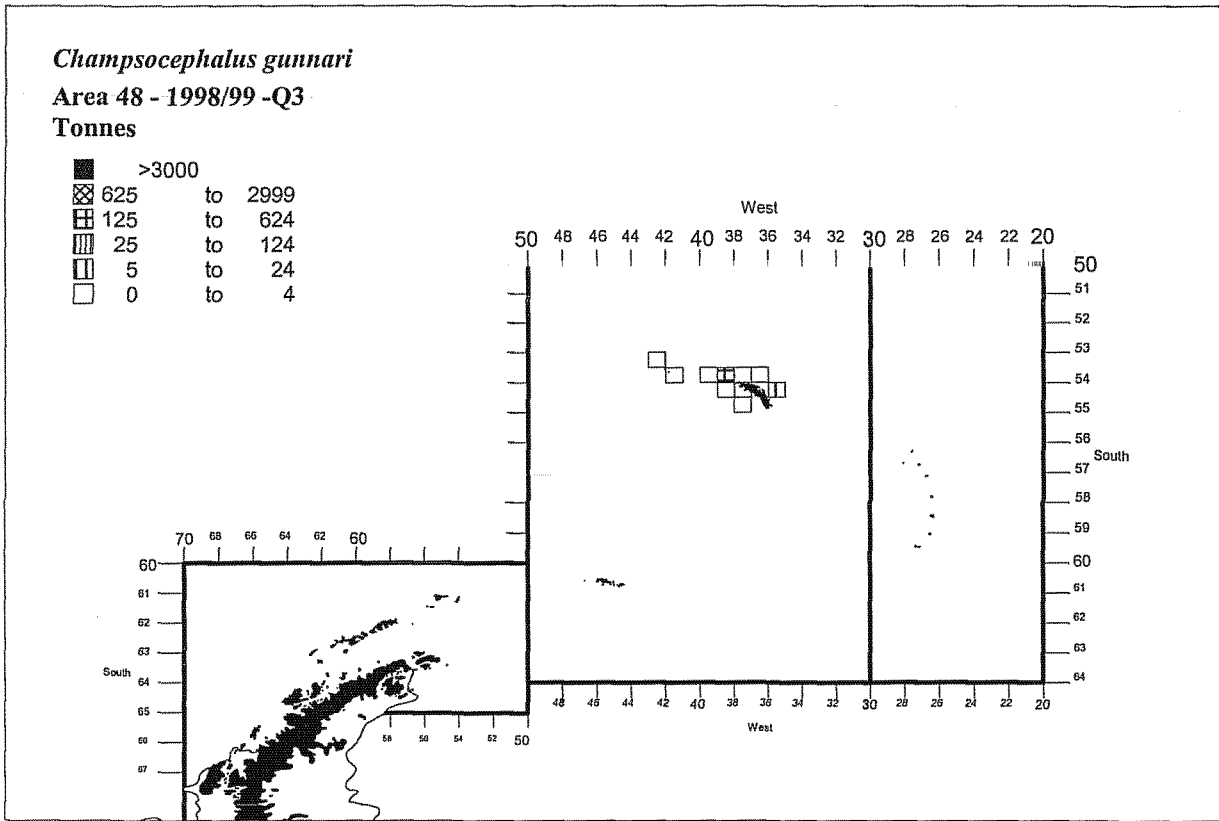 Champsocephalus gunnari
Area 48 - 1998/99 -Q3
Tonnes
>3000
625 to 2999
125 to 624
25 to 124
5 to 24
0 to 4
West
50 48 46 44 42 40 38 36 34 32 30 28 26 24 22 20
50
51
52
53
54
55
56
South
57
58
59
60
61
62
63
64
48 46 44 42 40 38 36 34 32 30 28 26 24 22 20
West
70 68 66 64 62 60
60
61
62
63
South
64
65
66
67
58 56 54 52 50